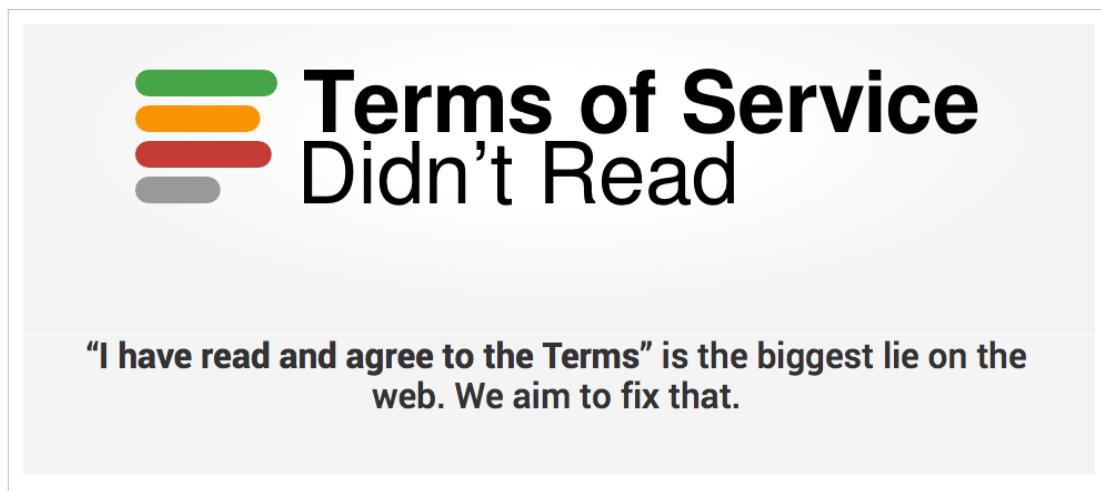 Terms of Service
Didn’t Read
“I have read and agree to the Terms” is the biggest lie on the
web. We aim to fix that.